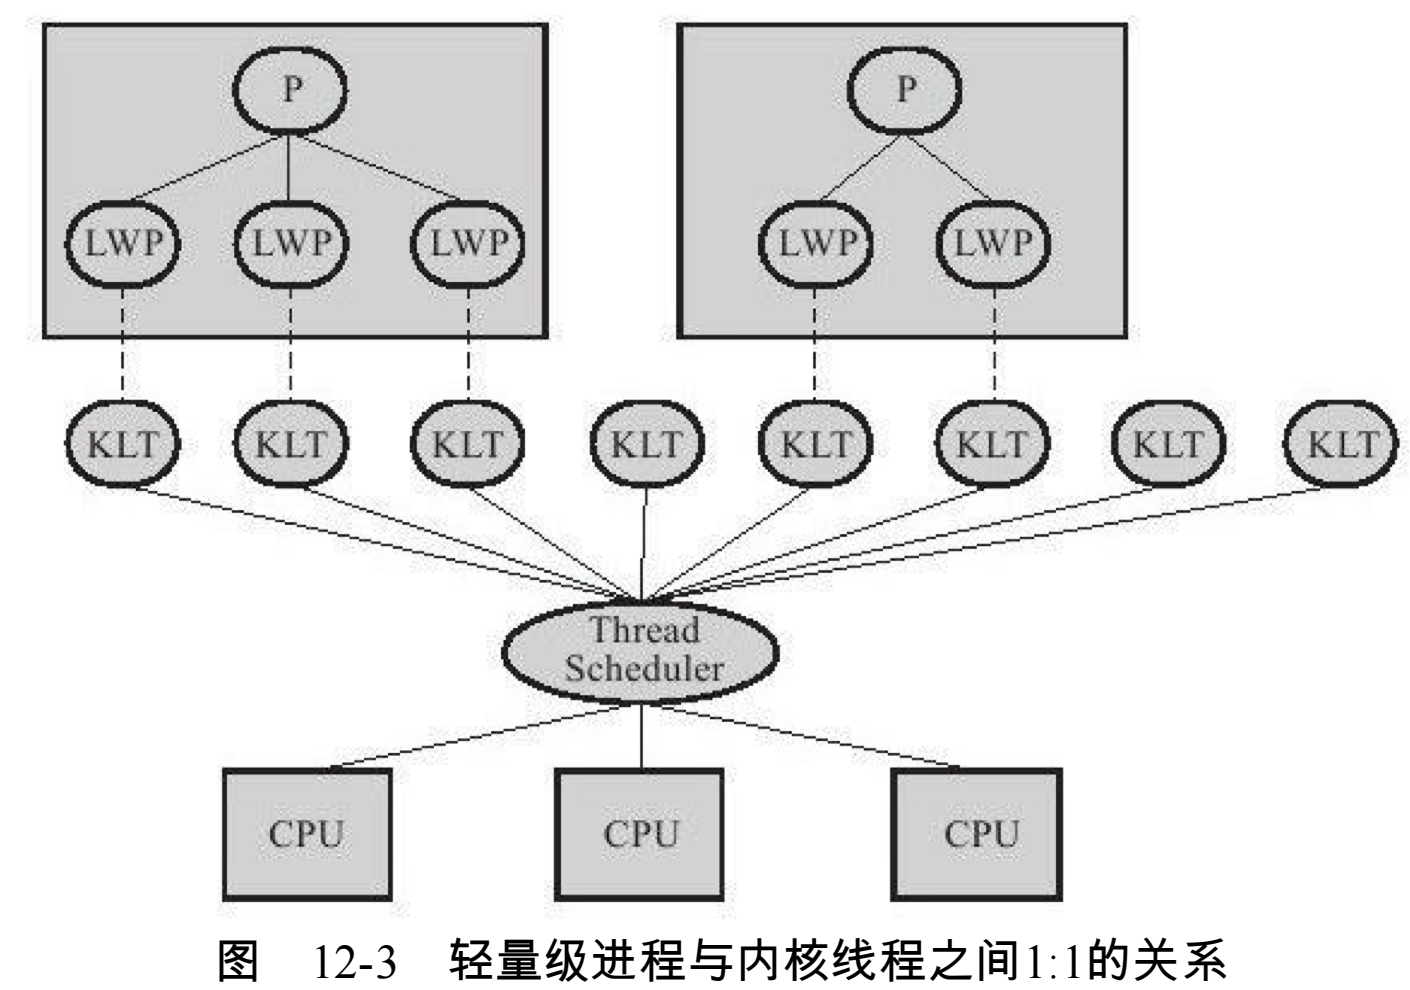 P P
LWP LWP LWP LWP LWP
KLT KLT KLT KLT KLT KLT KLT KLT
Thread
Scheduler
CPU CPU CPU
图 12-3 轻量级进程与内核线程之间1:1的关系